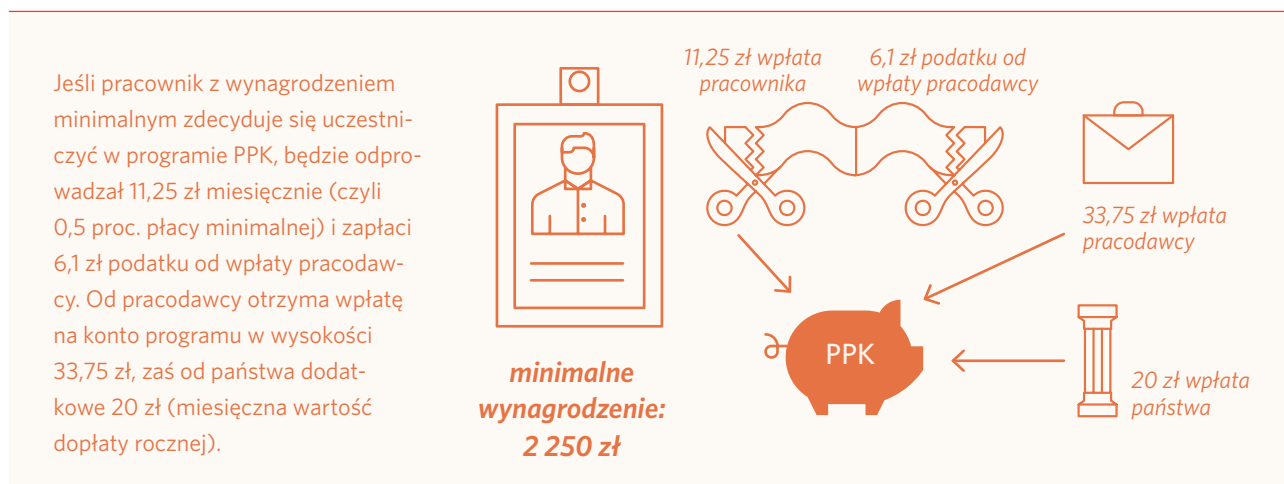 Jeśli pracownik z wynagrodzeniem
minimalnym zdecyduje się uczestni-
czyć w programie PPK, będzie odpro-
wadzał 11,25 zł miesięcznie (czyli
0,5 proc. płacy minimalnej) i zapłaci
6,1 zł podatku od wpłaty pracodaw-
cy. Od pracodawcy otrzyma wpłatę
na konto programu w wysokości
33,75 zł, zaś od państwa dodat-
kowe 20 zł (miesięczna wartość
dopłaty rocznej).
minimalne
wynagrodzenie:
2 250 zł
11,25 zł wpłata
pracownika
6,1 zł podatku od
wpłaty pracodawcy
33,75 zł wpłata
pracodawcy
PPK
20 zł wpłata
państwa